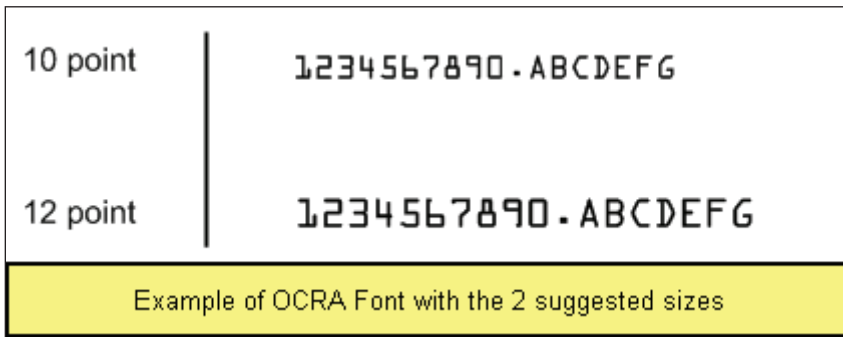 10 point 1234567890.ABCDEFG
12 point 1234567890.ABCDEFG
Example of OCRA Font with the 2 suggested sizes